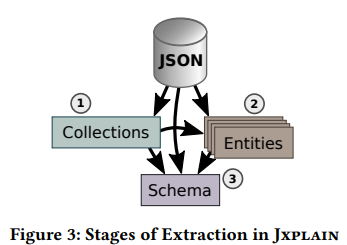 JSON
1
2
Collections
Entities
Schema
3
Figure 3: Stages of Extraction in Jxplain